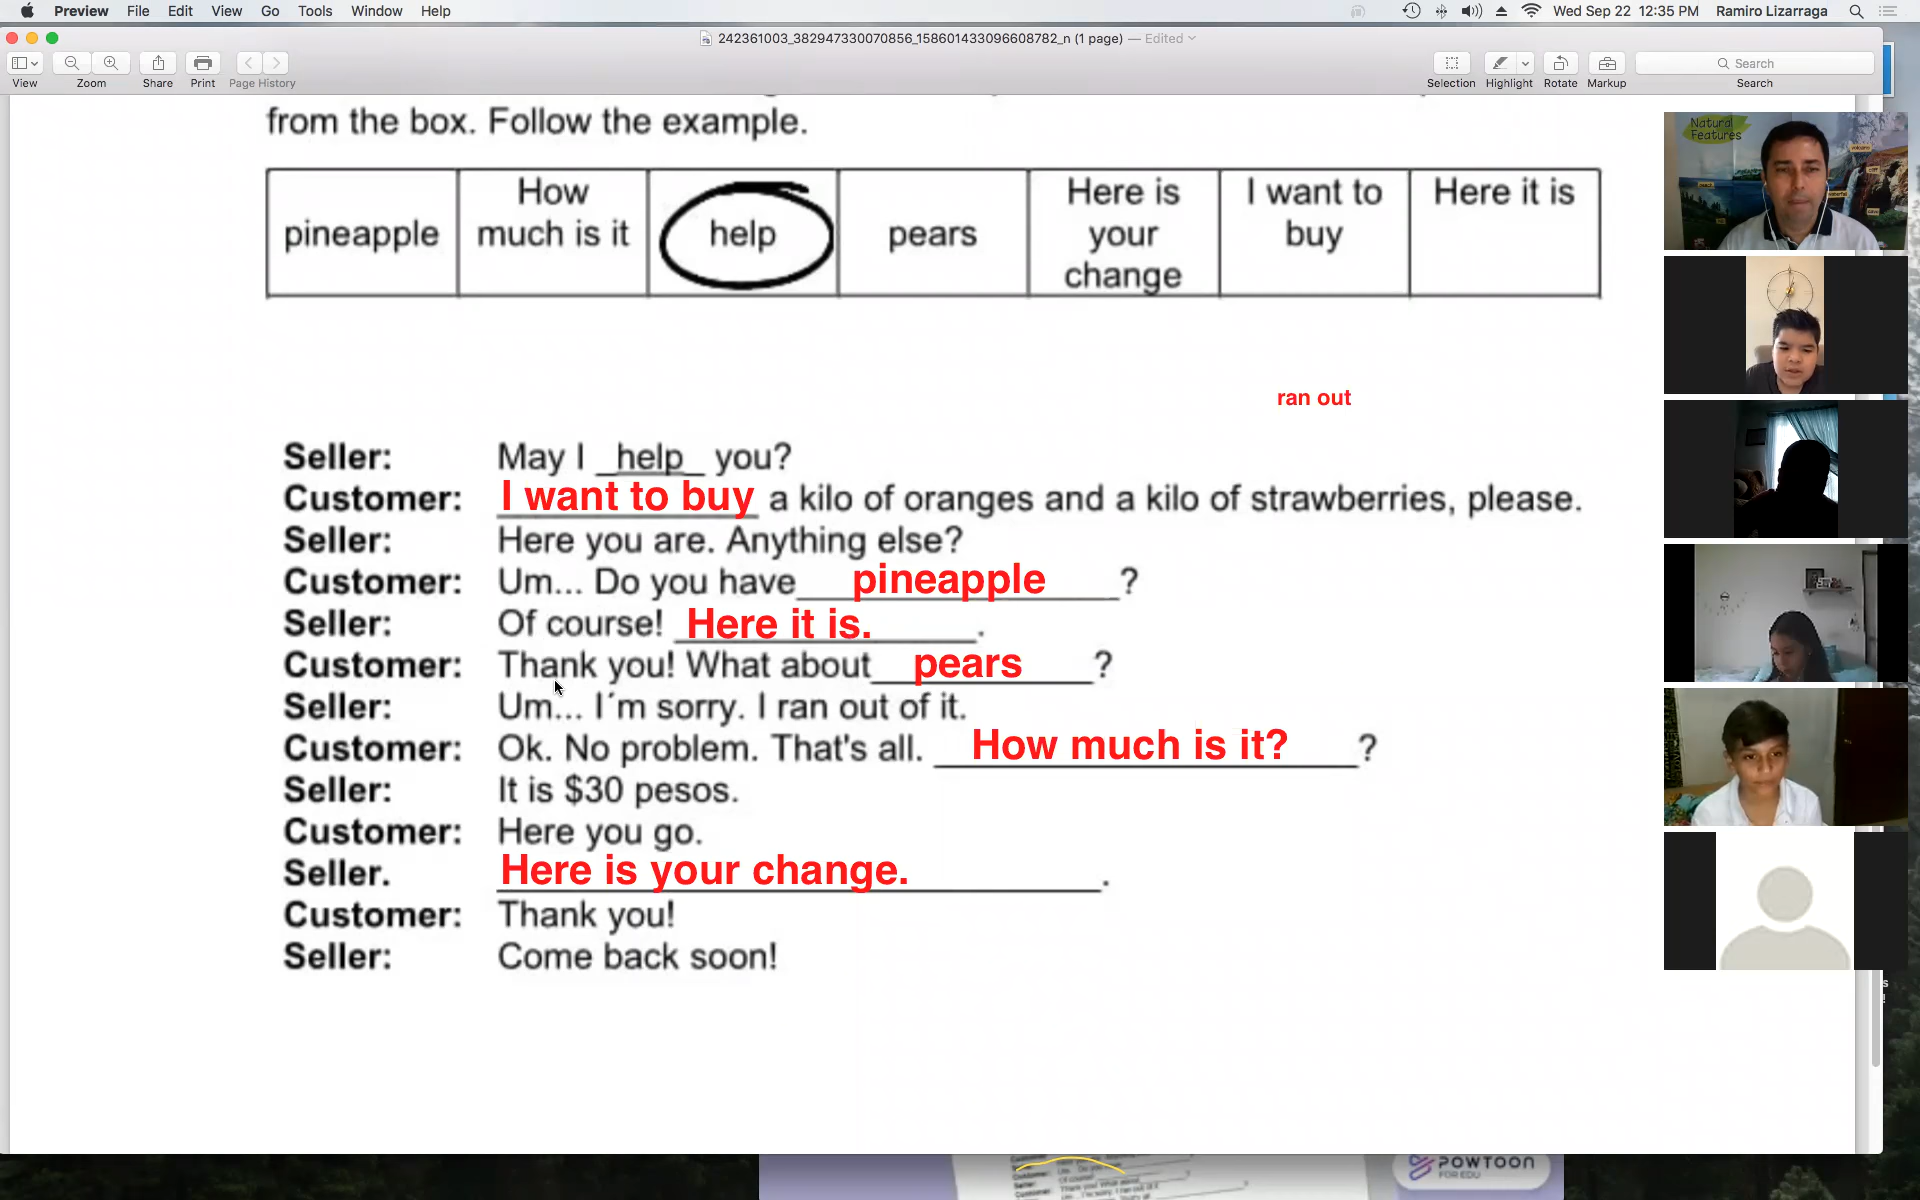 Preview File Edit View Go Tools Window Help Wed Sep 22 12:35 PM Ramiro Lizarraga
242361003_382947330070856_158601433096608782_n (1 page) — Edited
View Zoom Share Print Page History Selection Highlight Rotate Markup Search Search
from the box. Follow the example.
pineapple
How much is it
help
pears
Here is your change
I want to buy
Here it is
ran out
Seller: May I _help_ you?
Customer: I want to buy a kilo of oranges and a kilo of strawberries, please.
Seller: Here you are. Anything else?
Customer: Um... Do you have pineapple ?
Seller: Of course! Here it is. .
Customer: Thank you! What about pears ?
Seller: Um... I´m sorry. I ran out of it.
Customer: Ok. No problem. That's all. How much is it? ?
Seller: It is $30 pesos.
Customer: Here you go.
Seller. Here is your change. .
Customer: Thank you!
Seller: Come back soon!
Natural Features
POWTOON
FOR EDU